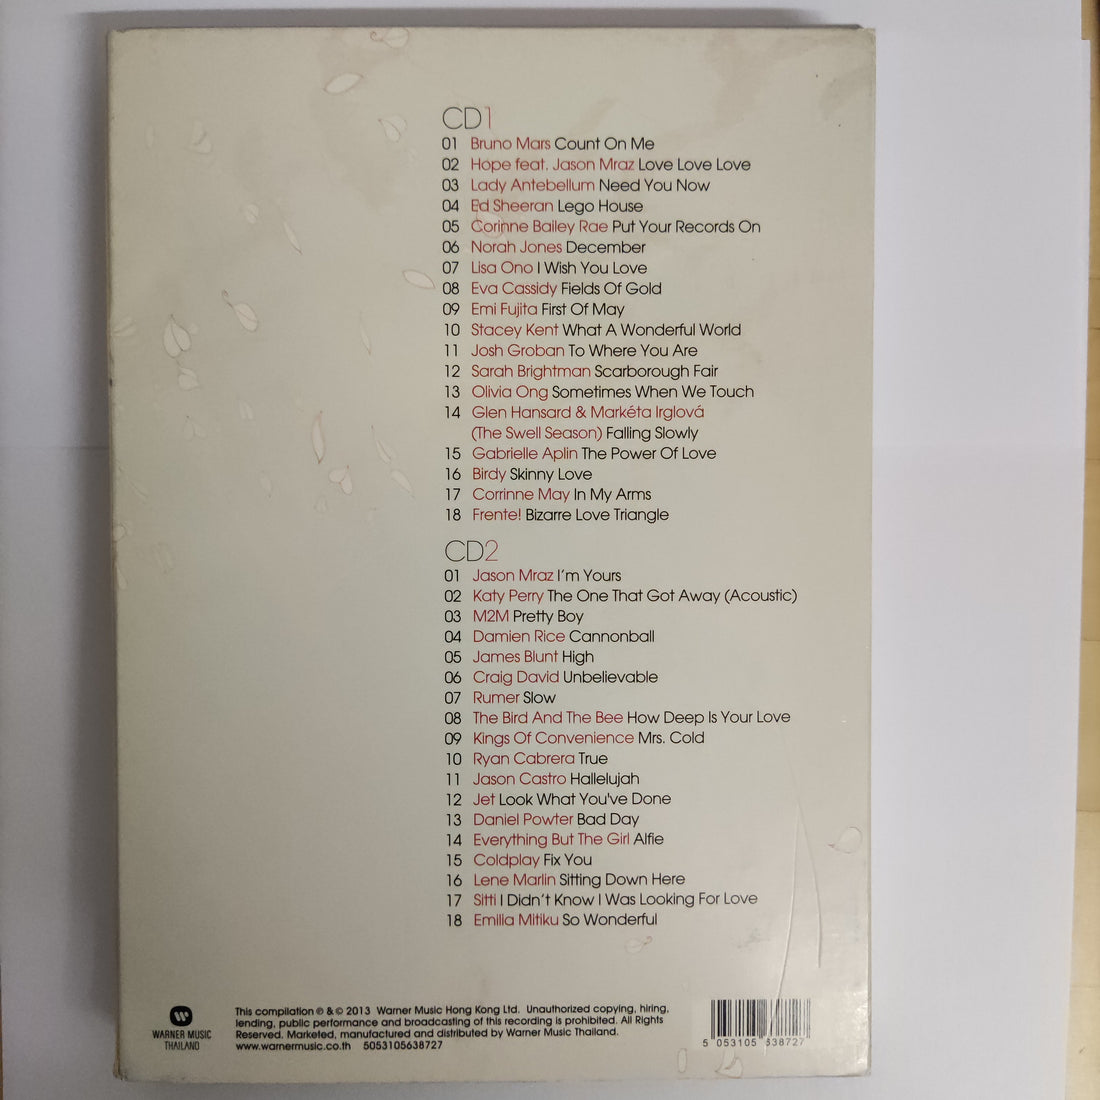 CD1
01 Bruno Mars Count On Me
02 Hope feat. Jason Mraz Love Love Love
03 Lady Antebellum Need You Now
04 Ed Sheeran Lego House
05 Corinne Bailey Rae Put Your Records On
06 Norah Jones December
07 Lisa Ono I Wish You Love
08 Eva Cassidy Fields Of Gold
09 Emi Fujita First Of May
10 Stacey Kent What A Wonderful World
11 Josh Groban To Where You Are
12 Sarah Brightman Scarborough Fair
13 Olivia Ong Sometimes When We Touch
14 Glen Hansard & Markéta Irglová
(The Swell Season) Falling Slowly
15 Gabrielle Aplin The Power Of Love
16 Birdy Skinny Love
17 Corrinne May In My Arms
18 Frente! Bizarre Love Triangle
CD2
01 Jason Mraz I'm Yours
02 Katy Perry The One That Got Away (Acoustic)
03 M2M Pretty Boy
04 Damien Rice Cannonball
05 James Blunt High
06 Craig David Unbelievable
07 Rumer Slow
08 The Bird And The Bee How Deep Is Your Love
09 Kings Of Convenience Mrs. Cold
10 Ryan Cabrera True
11 Jason Castro Hallelujah
12 Jet Look What You've Done
13 Daniel Powter Bad Day
14 Everything But The Girl Alfie
15 Coldplay Fix You
16 Lene Marlin Sitting Down Here
17 Sitti I Didn't Know I Was Looking For Love
18 Emilia Mitiku So Wonderful
WARNER MUSIC
THAILAND
This compilation ℗ & © 2013 Warner Music Hong Kong Ltd. Unauthorized copying, hiring,
lending, public performance and broadcasting of this recording is prohibited. All Rights
Reserved. Marketed, manufactured and distributed by Warner Music Thailand.
www.warnermusic.co.th 5053105638727
5 053105 638727